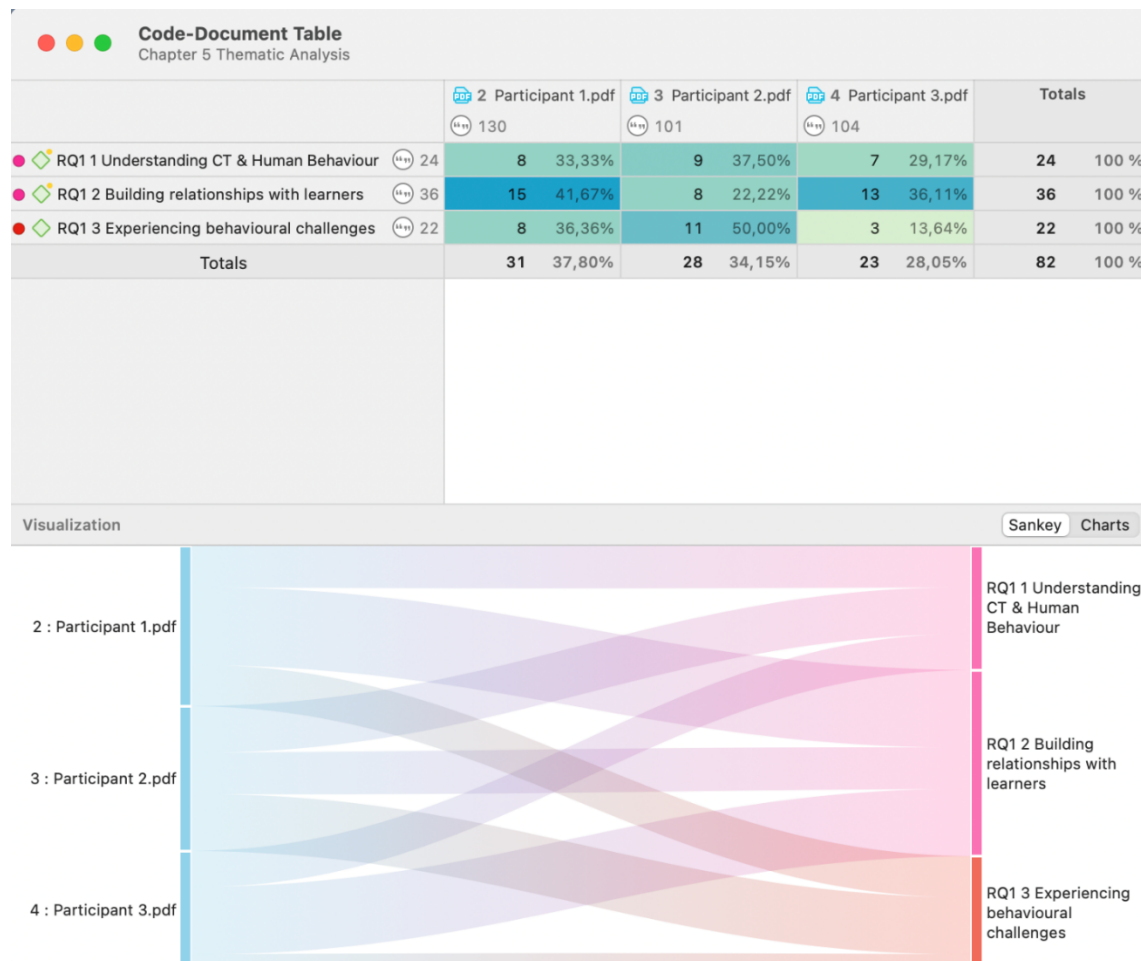 Code-Document Table
Chapter 5 Thematic Analysis
2 Participant 1.pdf 3 Participant 2.pdf 4 Participant 3.pdf Totals
130 101 104
RQ1 1 Understanding CT & Human Behaviour 24 8 33,33% 9 37,50% 7 29,17% 24 100 %
RQ1 2 Building relationships with learners 36 15 41,67% 8 22,22% 13 36,11% 36 100 %
RQ1 3 Experiencing behavioural challenges 22 8 36,36% 11 50,00% 3 13,64% 22 100 %
Totals 31 37,80% 28 34,15% 23 28,05% 82 100 %
Visualization Sankey Charts
2 : Participant 1.pdf
3 : Participant 2.pdf
4 : Participant 3.pdf
RQ1 1 Understanding
CT & Human
Behaviour
RQ1 2 Building
relationships with
learners
RQ1 3 Experiencing
behavioural
challenges